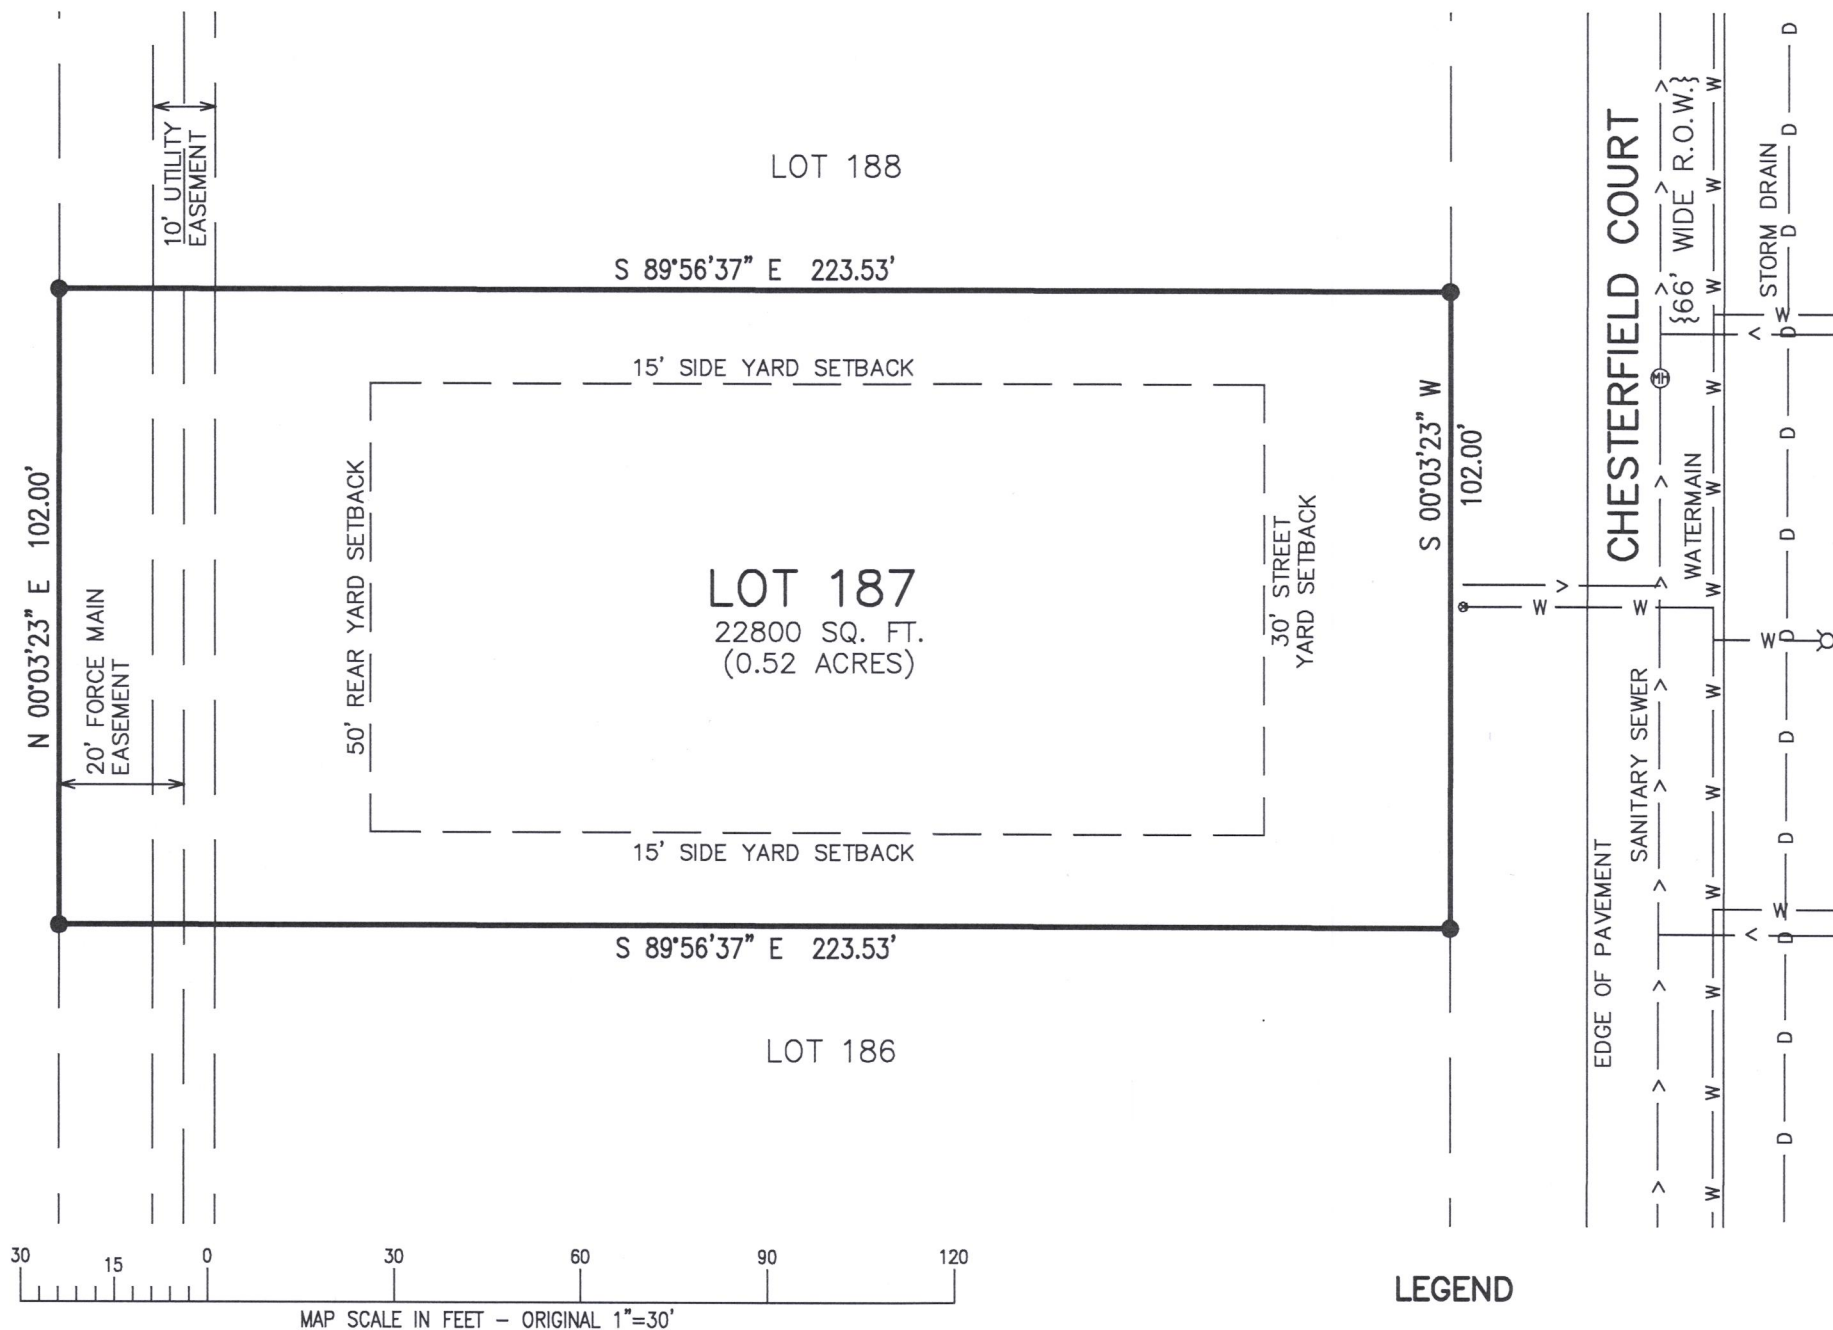 10' UTILITY
EASEMENT
LOT 188
S 89°56'37" E 223.53'
15' SIDE YARD SETBACK
N 00°03'23" E 102.00'
20' FORCE MAIN
EASEMENT
50' REAR YARD SETBACK
LOT 187
22800 SQ. FT.
(0.52 ACRES)
30' STREET
YARD SETBACK
S 00°03'23" W
102.00'
15' SIDE YARD SETBACK
S 89°56'37" E 223.53'
LOT 186
CHESTERFIELD COURT
{66' WIDE R.O.W.}
STORM DRAIN
MH
WATERMAIN
SANITARY SEWER
EDGE OF PAVEMENT
W W W W W W W W W W W W
D D D D D D D D D D D D
W
W W
W
W
30 15 0 30 60 90 120
MAP SCALE IN FEET – ORIGINAL 1"=30'
LEGEND